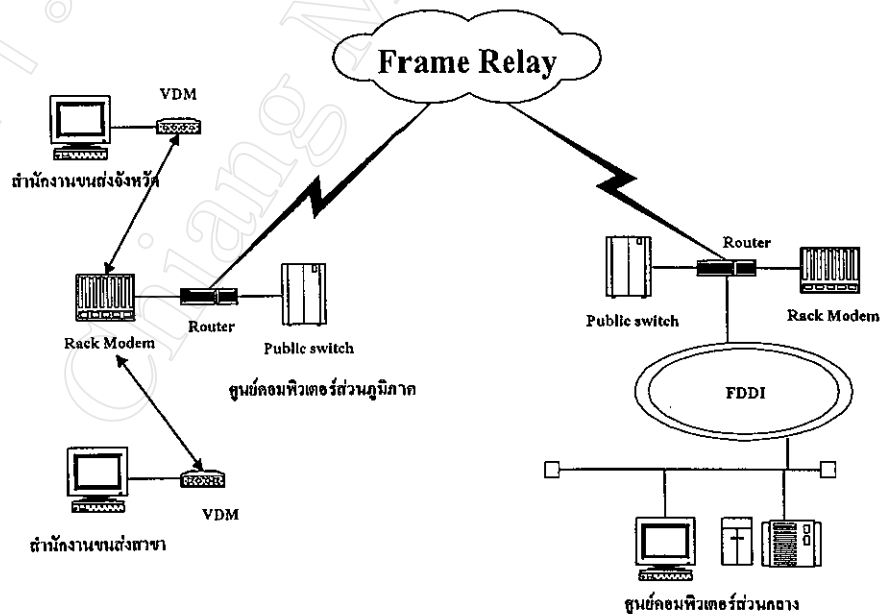 Frame Relay
VDM
สำนักงานขนส่งจังหวัด
Rack Modem
Router
Public switch
ศูนย์คอมพิวเตอร์ส่วนภูมิภาค
VDM
สำนักงานขนส่งสาขา
Router
Public switch
Rack Modem
FDDI
ศูนย์คอมพิวเตอร์ส่วนกลาง
Chiang M